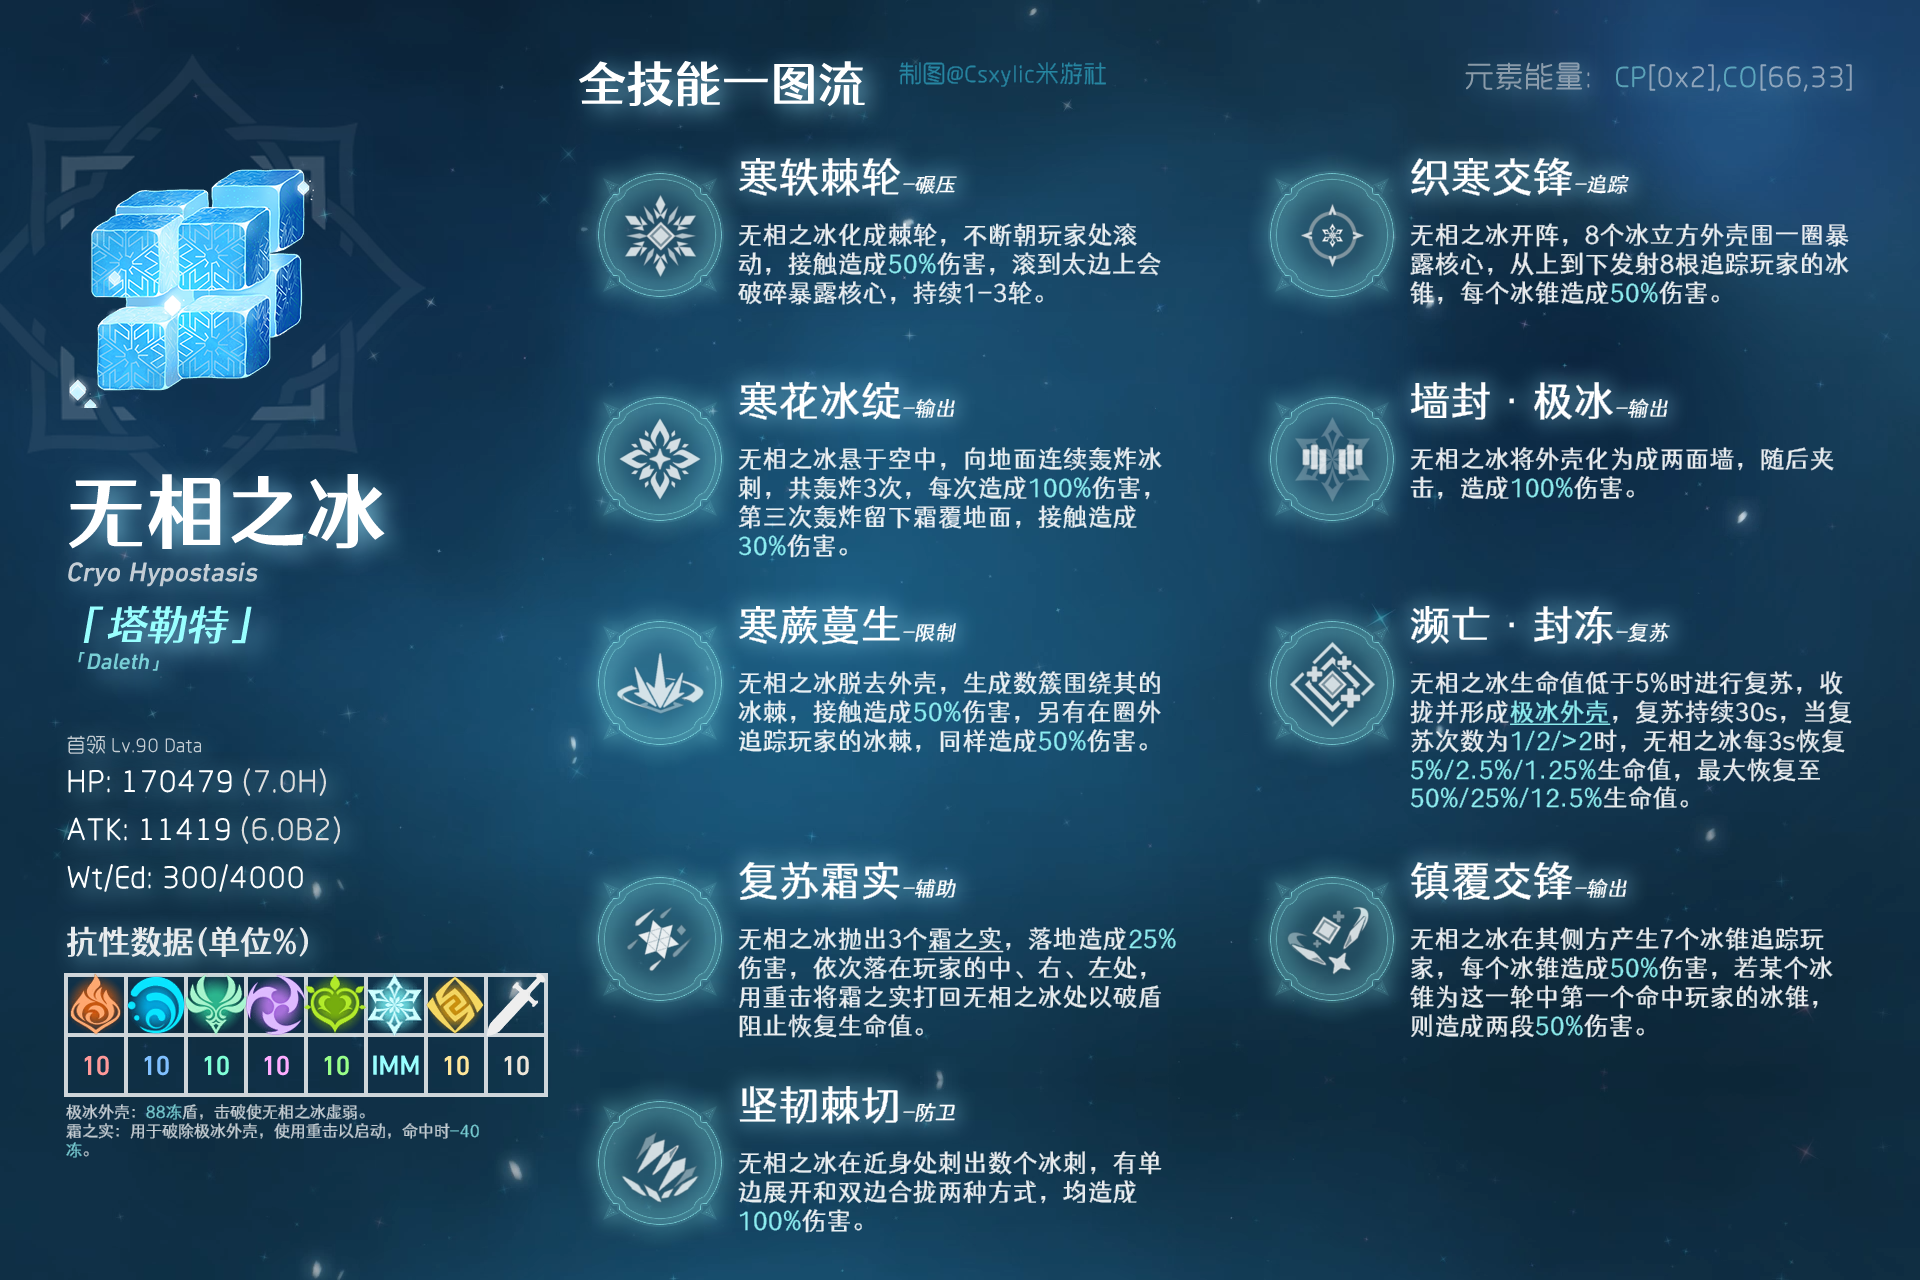 全技能一图流
制图@Csxylic米游社
元素能量： CP[0x2],CO[66,33]
无相之冰
Cryo Hypostasis
「塔勒特」
「Daleth」
首领 Lv.90 Data
HP: 170479 (7.0H)
ATK: 11419 (6.0B2)
Wt/Ed: 300/4000
抗性数据(单位%)
10 10 10 10 10 IMM 10 10
极冰外壳：88冻盾，击破使无相之冰虚弱。
霜之实：用于破除极冰外壳，使用重击以启动，命中时-40
冻。
寒轶棘轮-碾压
无相之冰化成棘轮，不断朝玩家处滚
动，接触造成50%伤害，滚到太边上会
破碎暴露核心，持续1-3轮。
寒花冰绽-输出
无相之冰悬于空中，向地面连续轰炸冰
刺，共轰炸3次，每次造成100%伤害，
第三次轰炸留下霜覆地面，接触造成
30%伤害。
寒蕨蔓生-限制
无相之冰脱去外壳，生成数簇围绕其的
冰棘，接触造成50%伤害，另有在圈外
追踪玩家的冰棘，同样造成50%伤害。
复苏霜实-辅助
无相之冰抛出3个霜之实，落地造成25%
伤害，依次落在玩家的中、右、左处，
用重击将霜之实打回无相之冰处以破盾
阻止恢复生命值。
坚韧棘切-防卫
无相之冰在近身处刺出数个冰刺，有单
边展开和双边合拢两种方式，均造成
100%伤害。
织寒交锋-追踪
无相之冰开阵，8个冰立方外壳围一圈暴
露核心，从上到下发射8根追踪玩家的冰
锥，每个冰锥造成50%伤害。
墙封·极冰-输出
无相之冰将外壳化为成两面墙，随后夹
击，造成100%伤害。
濒亡·封冻-复苏
无相之冰生命值低于5%时进行复苏，收
拢并形成极冰外壳，复苏持续30s，当复
苏次数为1/2/>2时，无相之冰每3s恢复
5%/2.5%/1.25%生命值，最大恢复至
50%/25%/12.5%生命值。
镇覆交锋-输出
无相之冰在其侧方产生7个冰锥追踪玩
家，每个冰锥造成50%伤害，若某个冰
锥为这一轮中第一个命中玩家的冰锥，
则造成两段50%伤害。